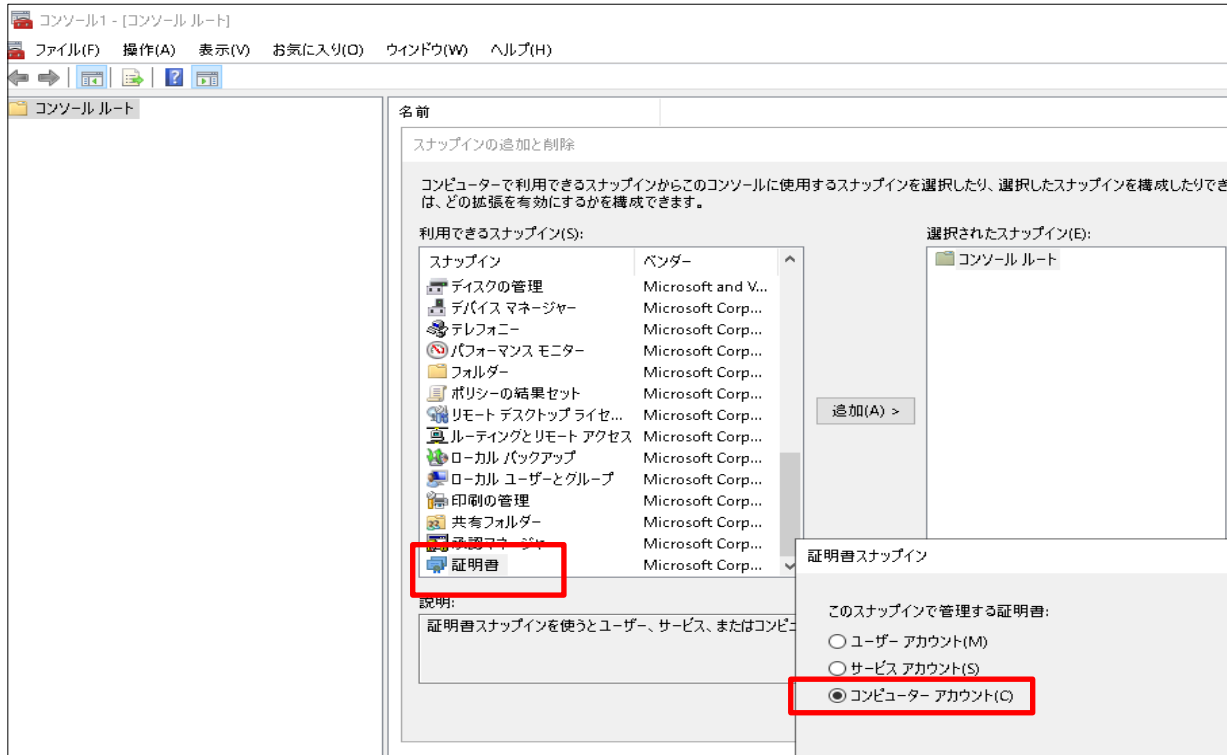 コンソール1 - [コンソール ルート]
ファイル(F) 操作(A) 表示(V) お気に入り(O) ウィンドウ(W) ヘルプ(H)
コンソール ルート
名前
スナップインの追加と削除
コンピューターで利用できるスナップインからこのコンソールに使用するスナップインを選択したり、選択したスナップインを構成したりでき
は、どの拡張を有効にするかを構成できます。
利用できるスナップイン(S):
選択されたスナップイン(E):
スナップイン ベンダー
コンソール ルート
ディスクの管理 Microsoft and V...
デバイス マネージャー Microsoft Corp...
テレフォニー Microsoft Corp...
パフォーマンス モニター Microsoft Corp...
フォルダー Microsoft Corp...
ポリシーの結果セット Microsoft Corp...
リモート デスクトップ ライセ... Microsoft Corp...
ルーティングとリモート アクセス Microsoft Corp...
ローカル バックアップ Microsoft Corp...
ローカル ユーザーとグループ Microsoft Corp...
印刷の管理 Microsoft Corp...
共有フォルダー Microsoft Corp...
承認マネージャー Microsoft Corp...
証明書 Microsoft Corp...
追加(A) >
説明:
証明書スナップインを使うとユーザー、サービス、またはコンピ
証明書スナップイン
このスナップインで管理する証明書:
ユーザー アカウント(M)
サービス アカウント(S)
コンピューター アカウント(C)